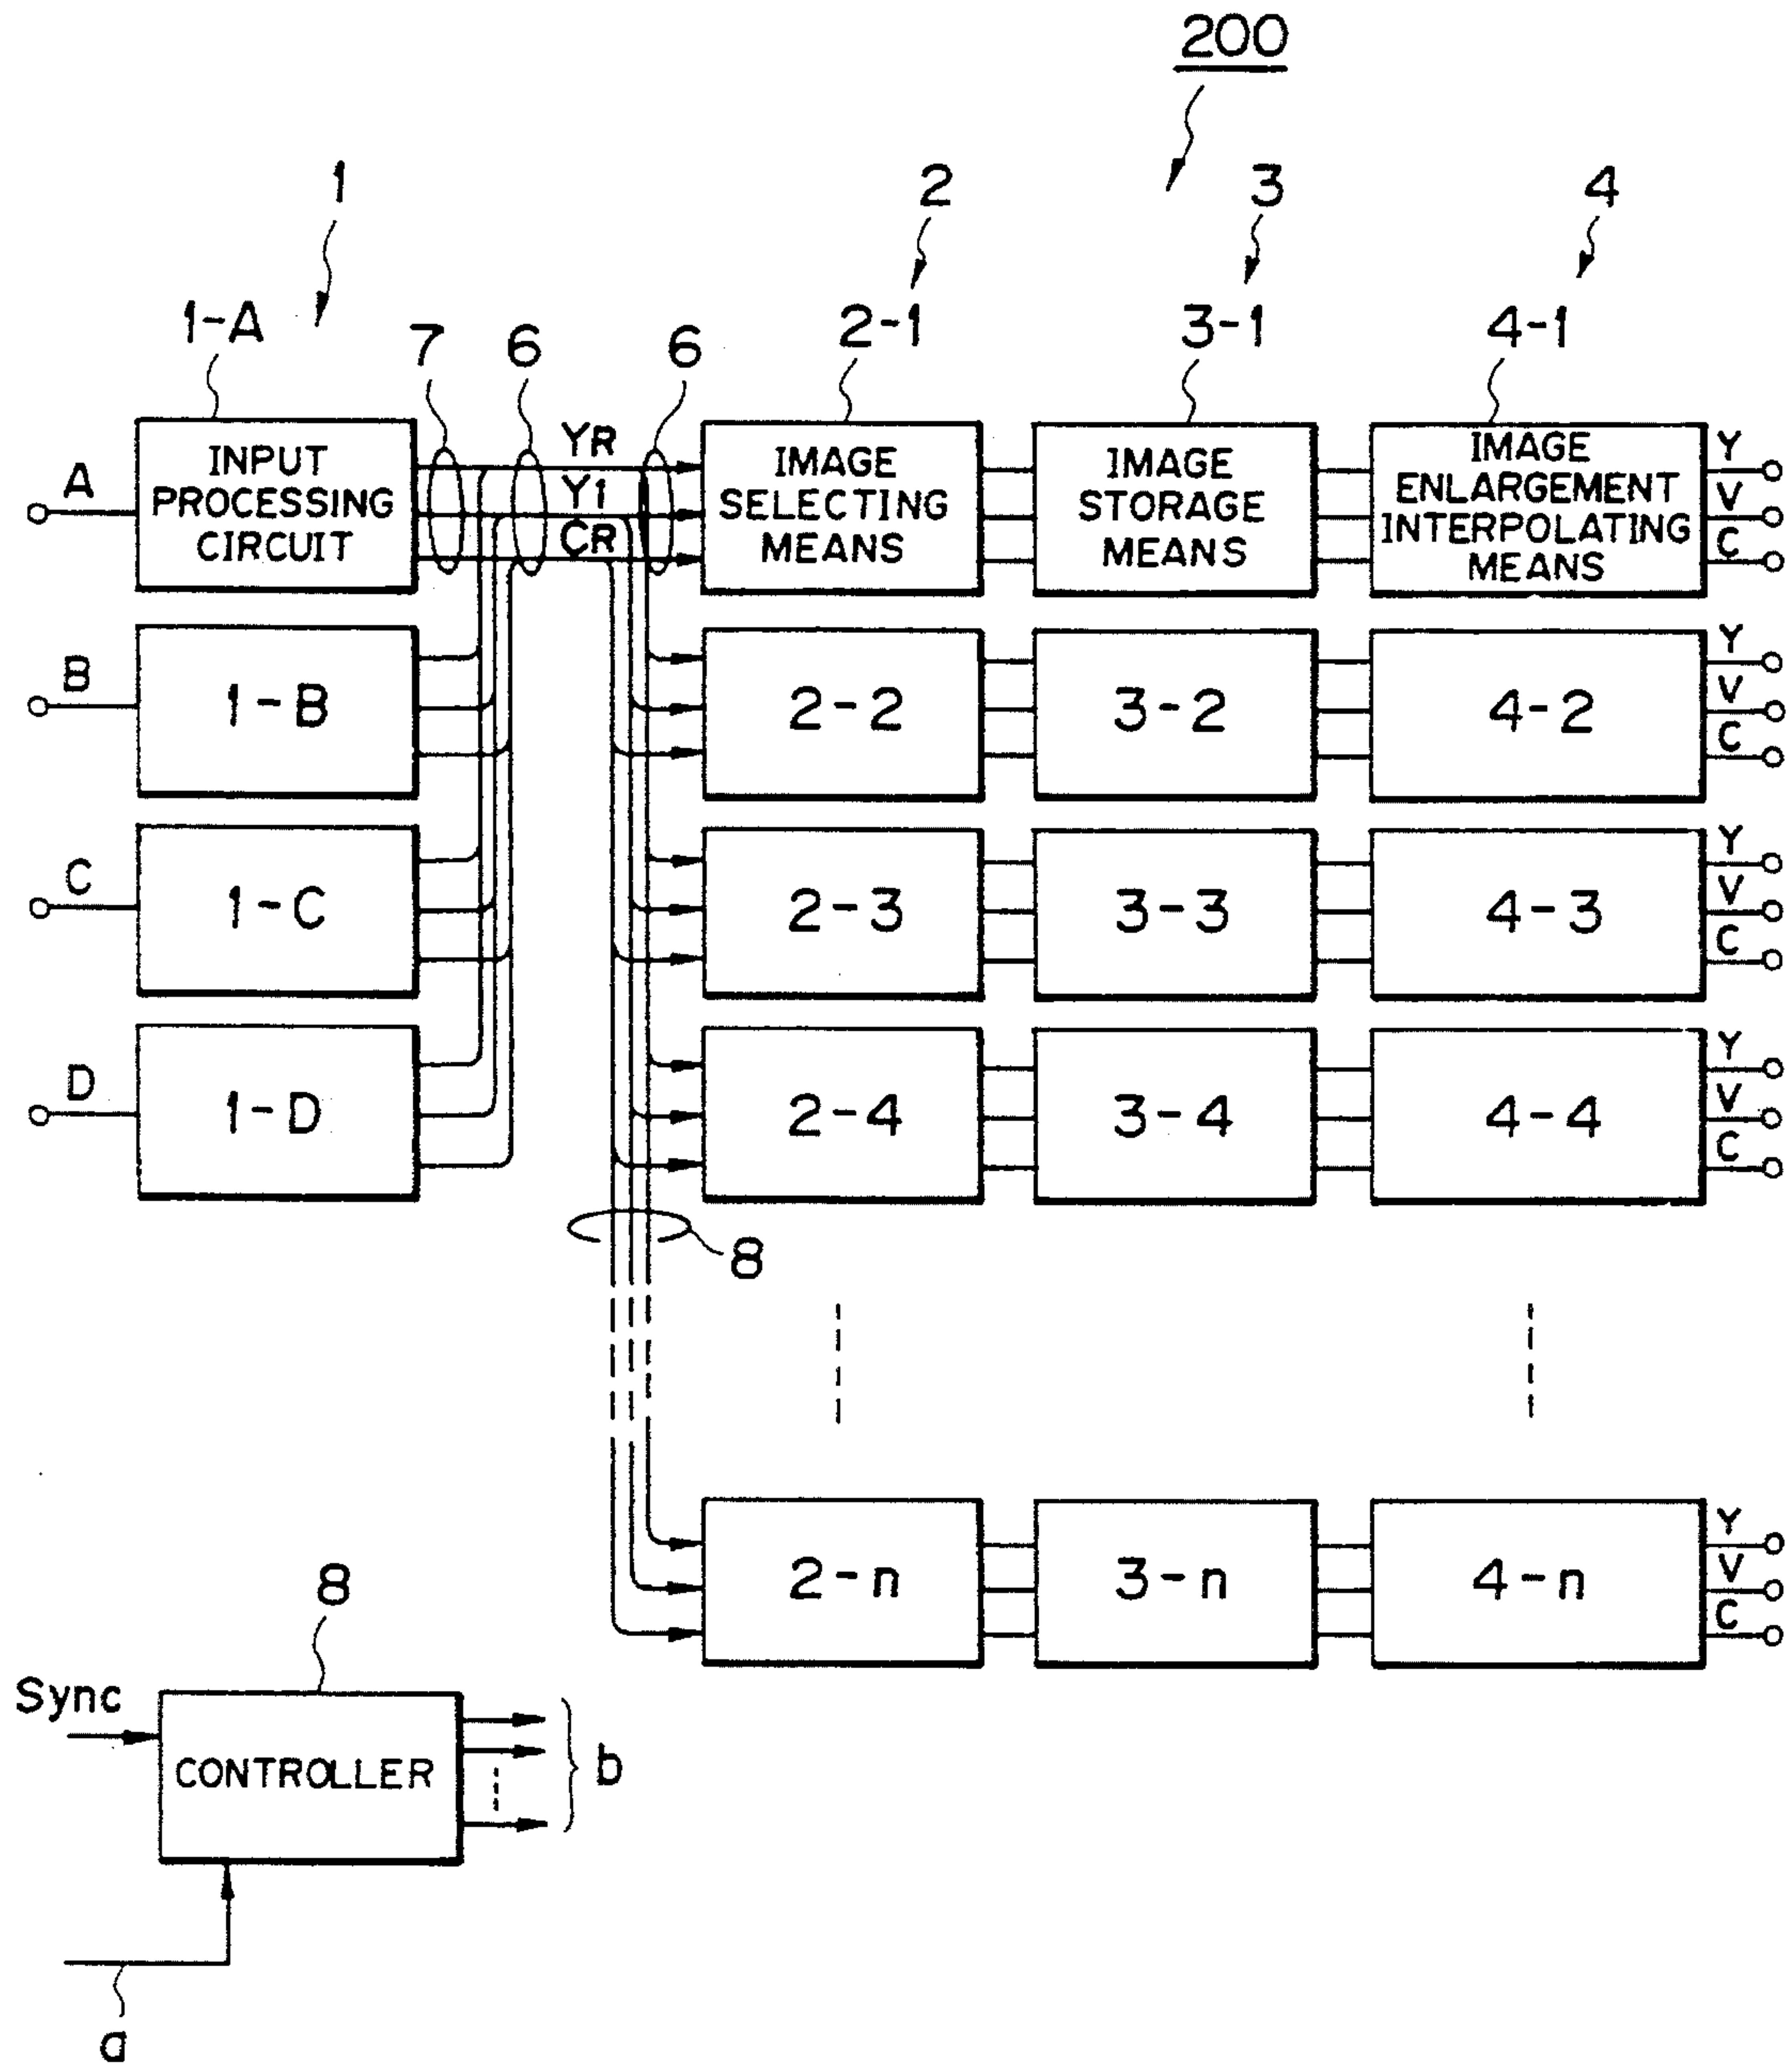 200
1
2
3
4
1-A
7
6
6
2-1
3-1
4-1
A
INPUT
PROCESSING
CIRCUIT
YR
Y1
CR
IMAGE
SELECTING
MEANS
IMAGE
STORAGE
MEANS
IMAGE
ENLARGEMENT
INTERPOLATING
MEANS
Y
V
C
B
1-B
2-2
3-2
4-2
Y
V
C
C
1-C
2-3
3-3
4-3
Y
V
C
D
1-D
2-4
3-4
4-4
Y
V
C
8
2-n
3-n
4-n
Y
V
C
8
Sync
CONTROLLER
b
a